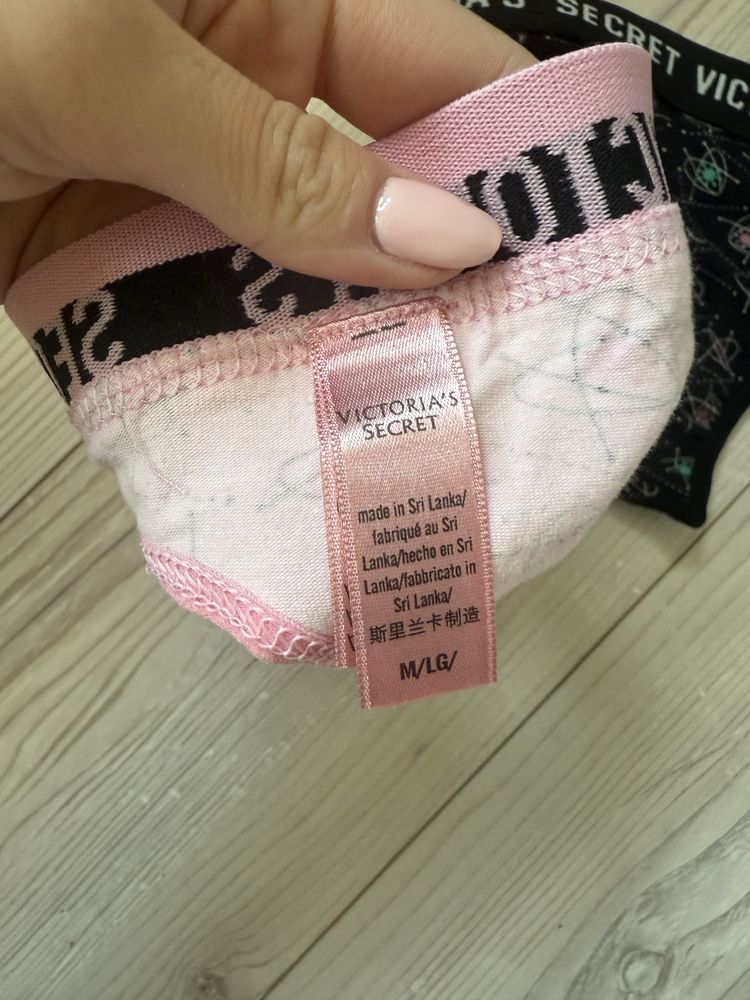 SECRET VIC
VICTORIA'S
SECRET
made in Sri Lanka/
fabriqué au Sri
Lanka/hecho en Sri
Lanka/fabbricato in
Sri Lanka/
斯里兰卡制造
M/LG/